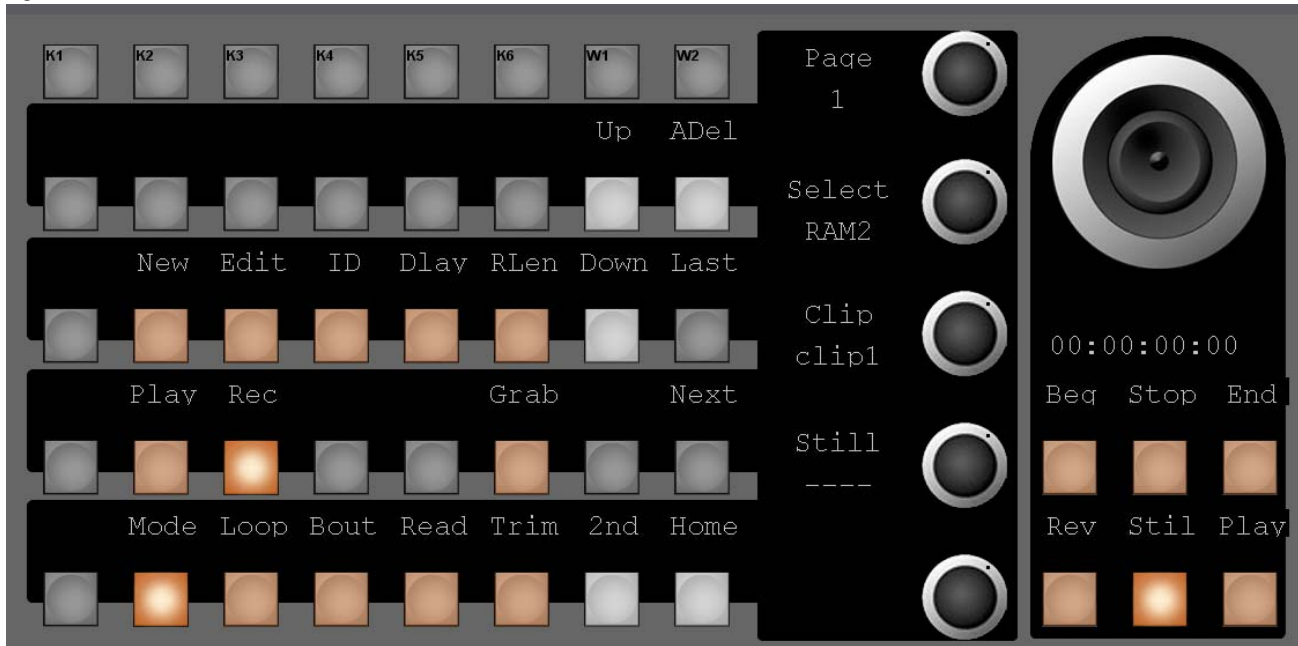 K1 K2 K3 K4 K5 K6 W1 W2
Up ADel
New Edit ID Dlay RLen Down Last
Play Rec Grab Next
Mode Loop Bout Read Trim 2nd Home
Page
1
Select
RAM2
Clip
clip1
Still
----
00:00:00:00
Beg Stop End
Rev Stil Play